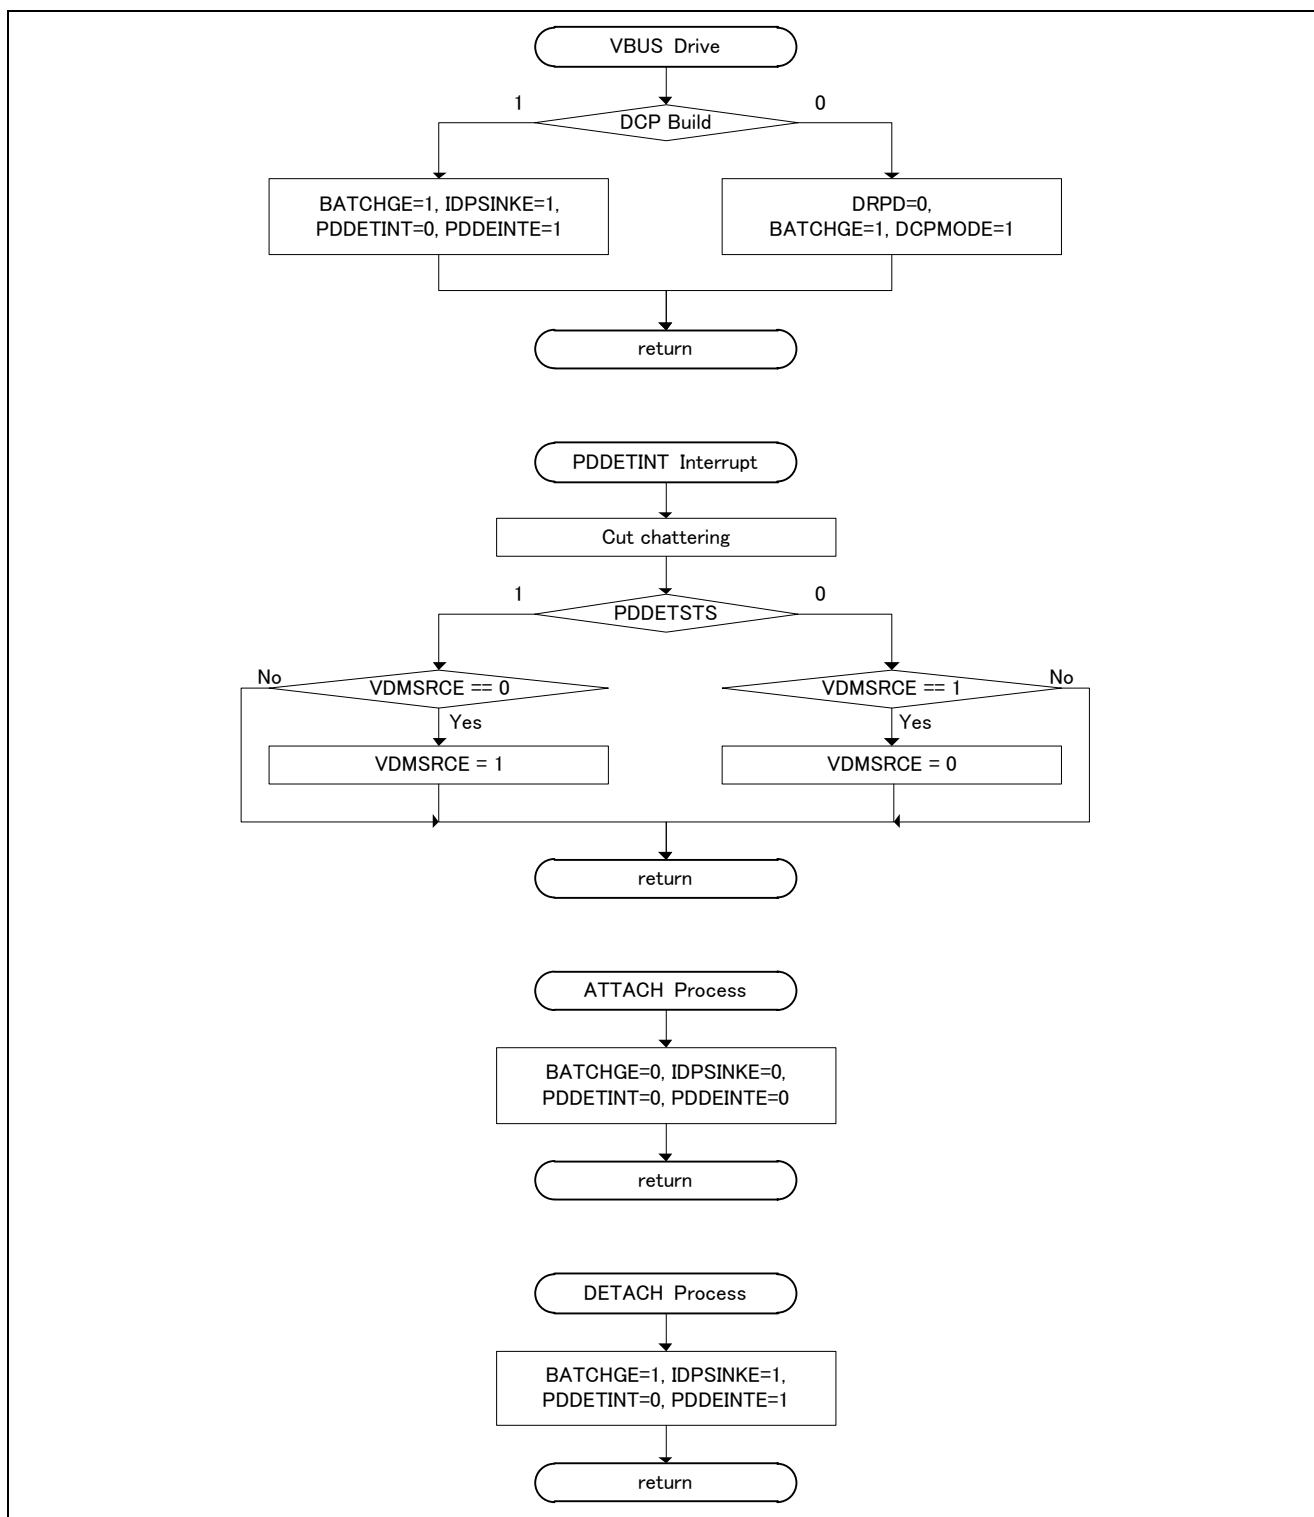 VBUS Drive
1
0
DCP Build
BATCHGE=1, IDPSINKE=1,
PDDETINT=0, PDDEINTE=1
DRPD=0,
BATCHGE=1, DCPMODE=1
return
PDDETINT Interrupt
Cut chattering
1
0
PDDETSTS
No
VDMSRCE == 0
VDMSRCE == 1
No
Yes
Yes
VDMSRCE = 1
VDMSRCE = 0
return
ATTACH Process
BATCHGE=0, IDPSINKE=0,
PDDETINT=0, PDDEINTE=0
return
DETACH Process
BATCHGE=1, IDPSINKE=1,
PDDETINT=0, PDDEINTE=1
return